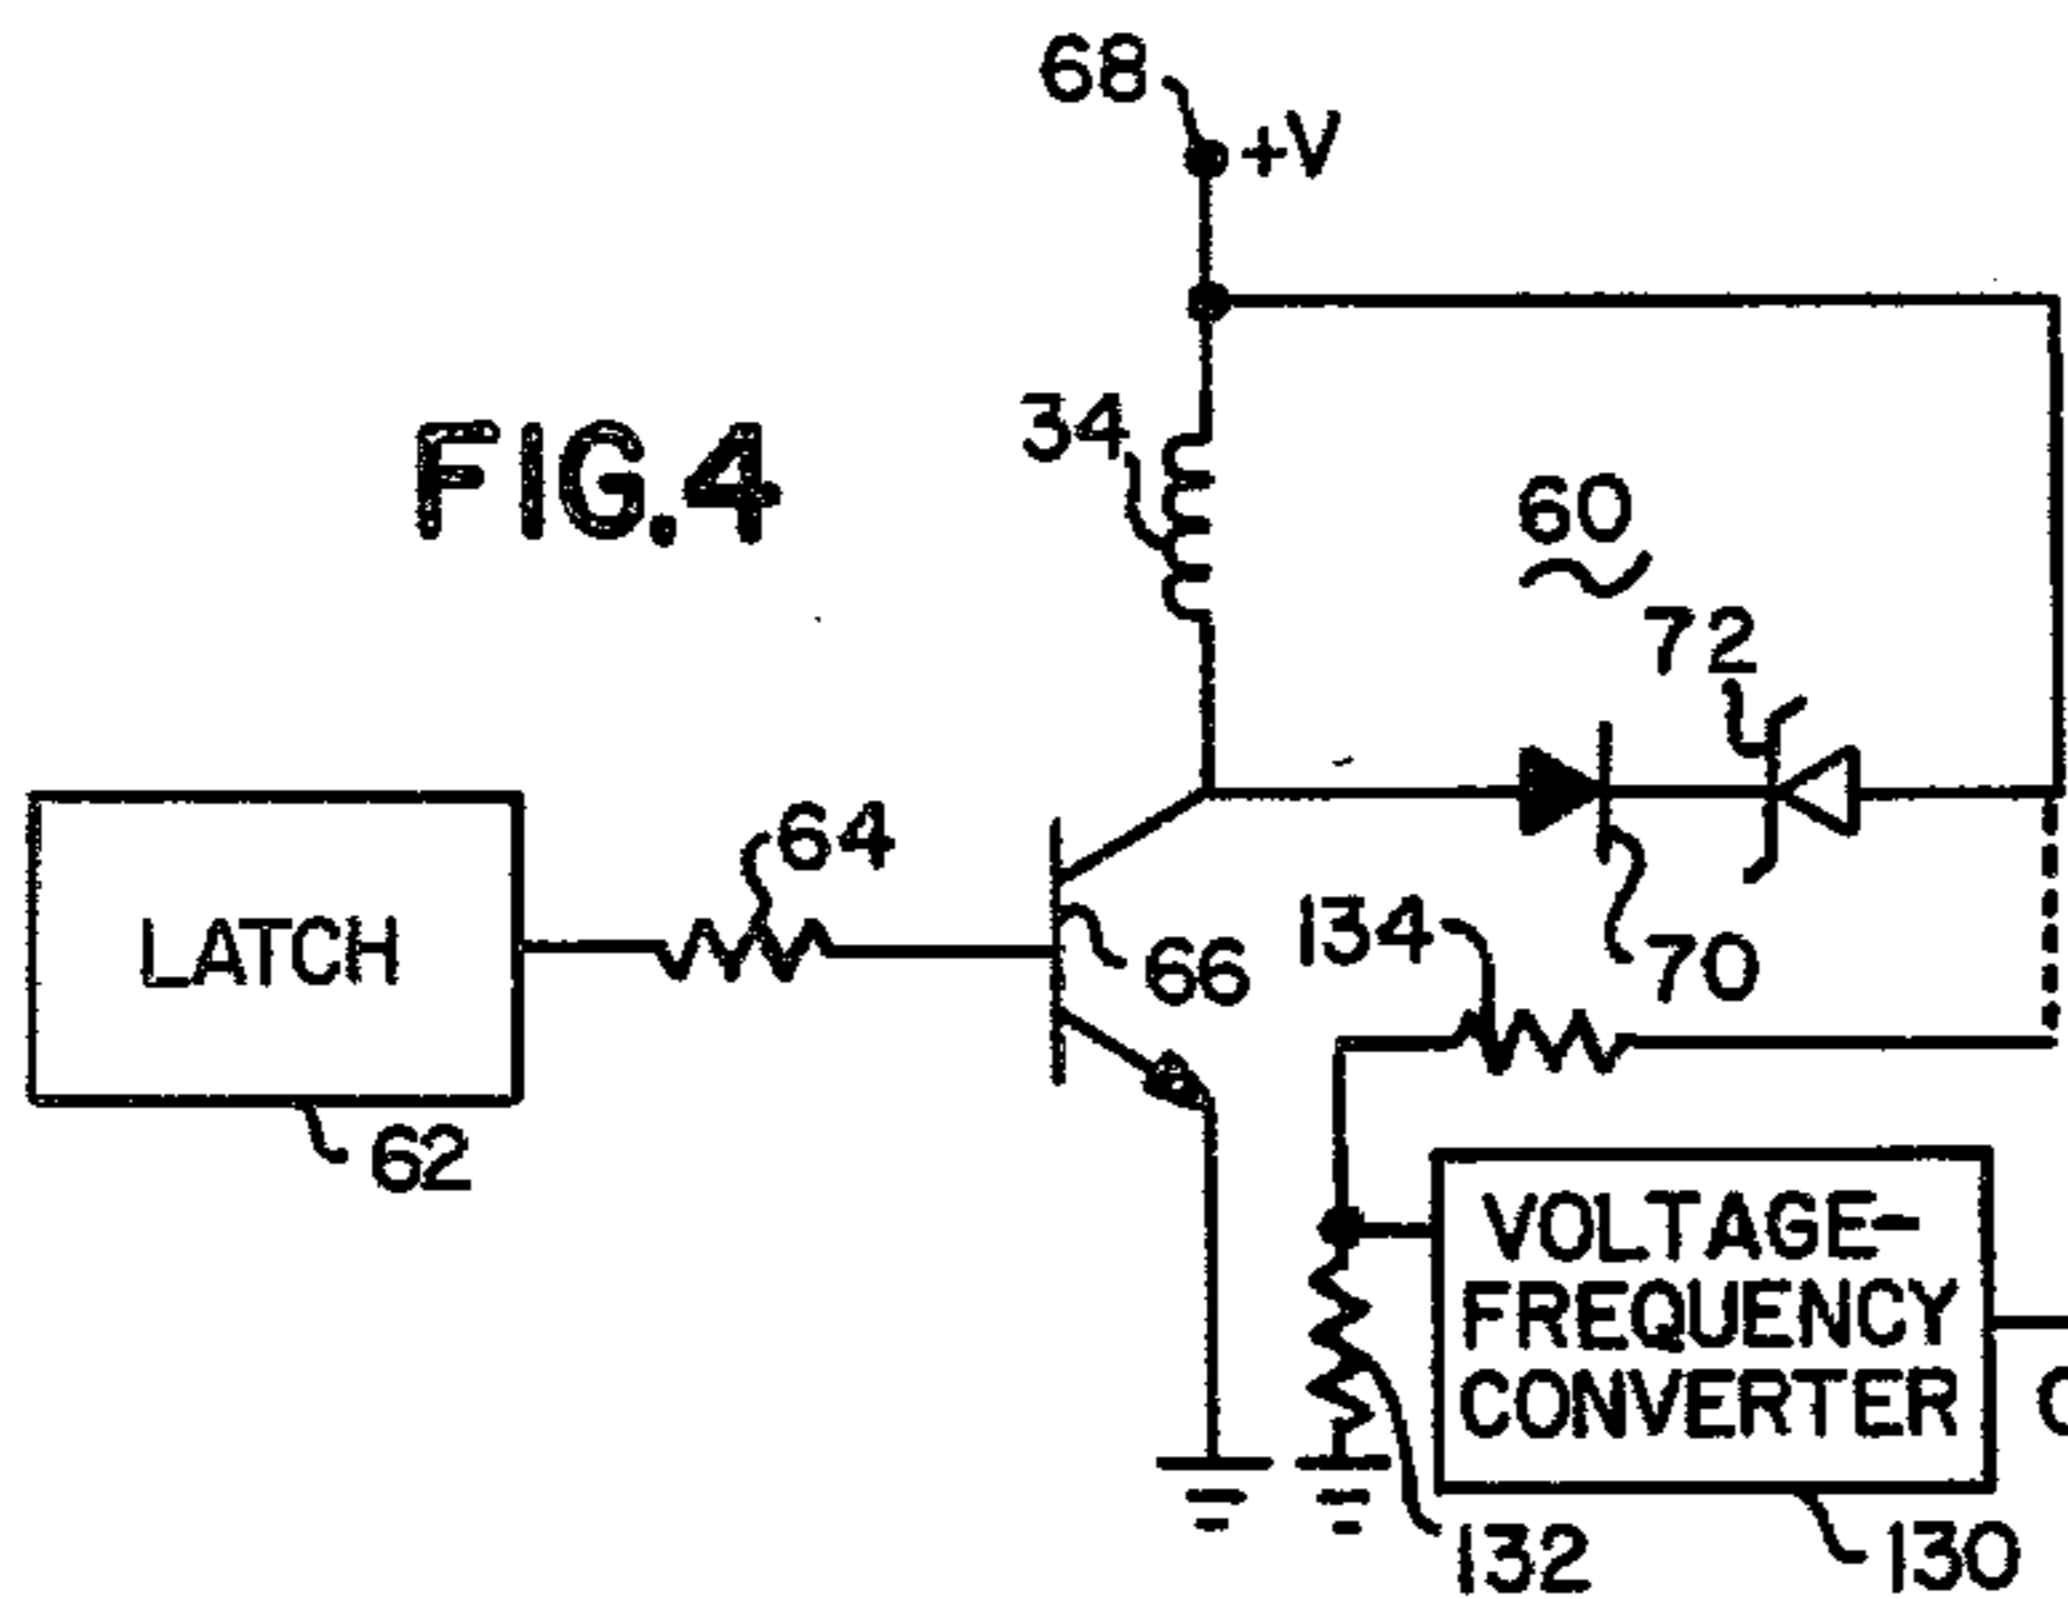 68
+V
34
FIG.4
60
72
64
LATCH
134
66
70
62
VOLTAGE-
FREQUENCY
CONVERTER
132
130